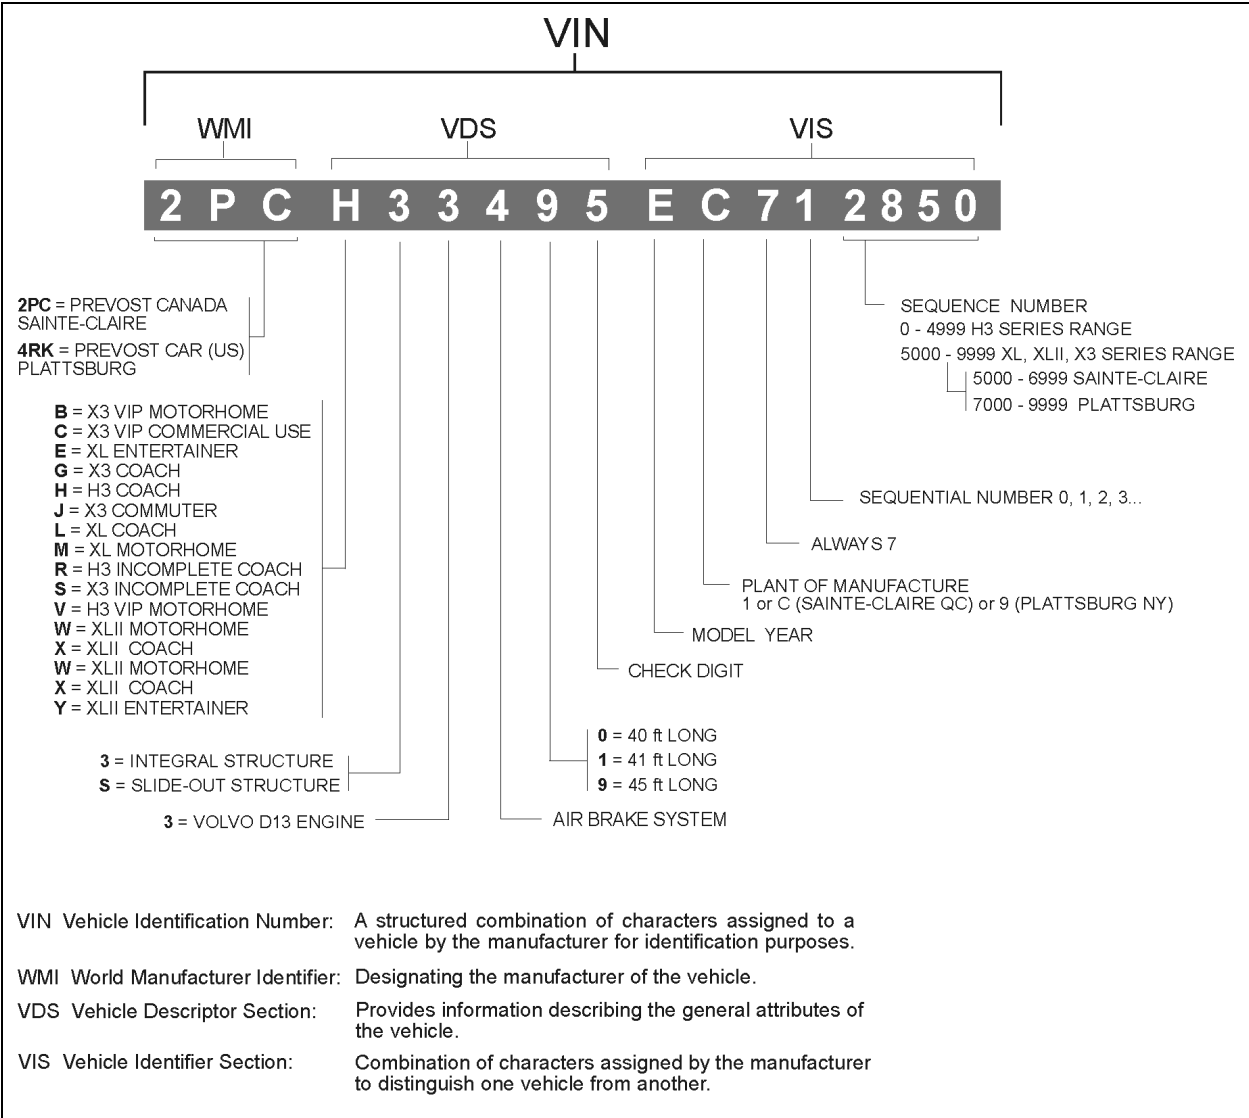 VIN
WMI VDS VIS
2 P C H 3 3 4 9 5 E C 7 1 2 8 5 0
2PC = PREVOST CANADA
SAINTE-CLAIRE
4RK = PREVOST CAR (US)
PLATTSBURG
SEQUENCE NUMBER
0 - 4999 H3 SERIES RANGE
5000 - 9999 XL, XLII, X3 SERIES RANGE
5000 - 6999 SAINTE-CLAIRE
7000 - 9999 PLATTSBURG
B = X3 VIP MOTORHOME
C = X3 VIP COMMERCIAL USE
E = XL ENTERTAINER
G = X3 COACH
H = H3 COACH
J = X3 COMMUTER
L = XL COACH
M = XL MOTORHOME
R = H3 INCOMPLETE COACH
S = X3 INCOMPLETE COACH
V = H3 VIP MOTORHOME
W = XLII MOTORHOME
X = XLII COACH
W = XLII MOTORHOME
X = XLII COACH
Y = XLII ENTERTAINER
SEQUENTIAL NUMBER 0, 1, 2, 3...
ALWAYS 7
PLANT OF MANUFACTURE
1 or C (SAINTE-CLAIRE QC) or 9 (PLATTSBURG NY)
MODEL YEAR
CHECK DIGIT
0 = 40 ft LONG
1 = 41 ft LONG
9 = 45 ft LONG
3 = INTEGRAL STRUCTURE
S = SLIDE-OUT STRUCTURE
3 = VOLVO D13 ENGINE
AIR BRAKE SYSTEM
VIN Vehicle Identification Number: A structured combination of characters assigned to a
vehicle by the manufacturer for identification purposes.
WMI World Manufacturer Identifier: Designating the manufacturer of the vehicle.
VDS Vehicle Descriptor Section: Provides information describing the general attributes of
the vehicle.
VIS Vehicle Identifier Section: Combination of characters assigned by the manufacturer
to distinguish one vehicle from another.